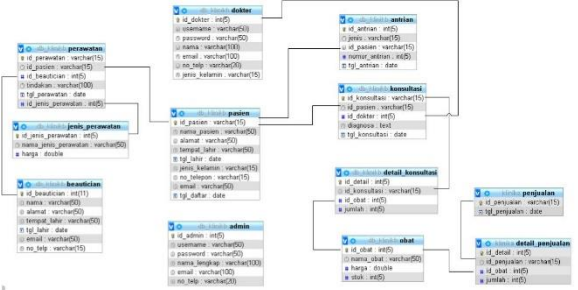 dokter
id_dokter : int(5)
username : varchar(50)
password : varchar(50)
nama : varchar(100)
email : varchar(100)
no_telp : varchar(20)
jenis_kelamin : varchar(15)
antrian
id_antrian : int(5)
jenis : varchar(15)
id_pasien : varchar(15)
nomor_antrian : int(5)
tgl_antrian : date
perawatan
id_perawatan : varchar(15)
id_pasien : varchar(15)
id_beautician : int(5)
tindakan : varchar(100)
tgl_perawatan : date
id_jenis_perawatan : int(5)
jenis_perawatan
id_jenis_perawatan : int(5)
nama_jenis_perawatan : varchar(50)
harga : double
pasien
id_pasien : varchar(15)
nama_pasien : varchar(50)
alamat : varchar(50)
tempat_lahir : varchar(50)
tgl_lahir : date
jenis_kelamin : varchar(15)
no_telepon : varchar(15)
email : varchar(50)
tgl_daftar : date
konsultasi
id_konsultasi : varchar(15)
id_pasien : varchar(15)
id_dokter : int(5)
diagnosa : text
tgl_konsultasi : date
beautician
id_beautician : int(11)
nama : varchar(50)
alamat : varchar(50)
tempat_lahir : varchar(50)
tgl_lahir : date
email : varchar(50)
no_telp : varchar(15)
detail_konsultasi
id_detail : int(5)
id_konsultasi : varchar(15)
id_obat : int(5)
jumlah : int(5)
penjualan
id_penjualan : varchar(15)
tgl_penjualan : date
admin
id_admin : int(5)
username : varchar(50)
password : varchar(50)
nama_lengkap : varchar(100)
email : varchar(100)
no_telp : varchar(20)
obat
id_obat : int(5)
nama_obat : varchar(50)
harga : double
stok : int(5)
detail_penjualan
id_detail : int(5)
id_penjualan : varchar(15)
id_obat : int(5)
jumlah : int(5)